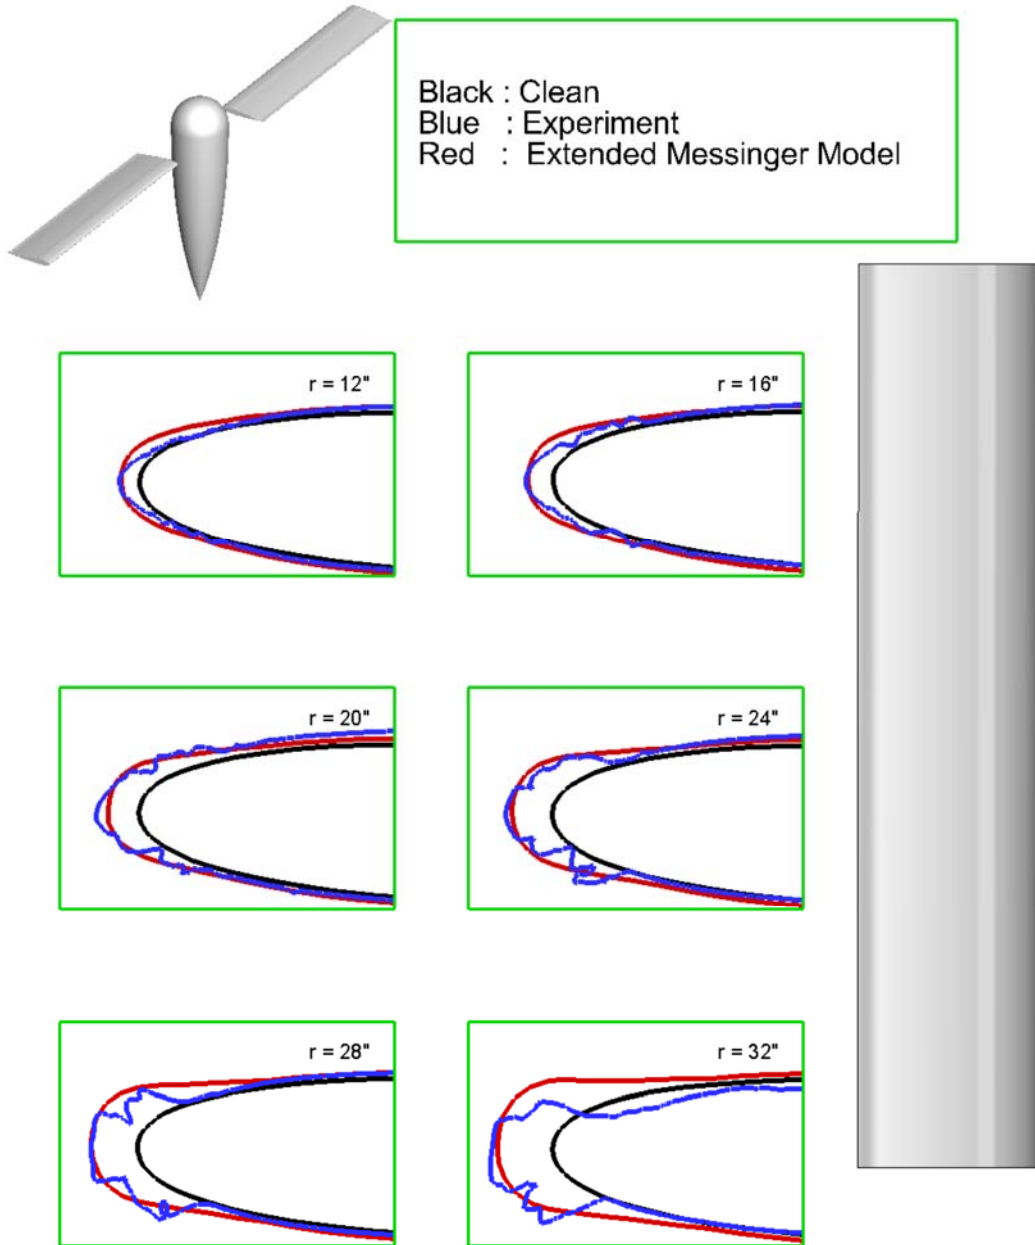 Black : Clean
Blue : Experiment
Red : Extended Messinger Model
r = 12"
r = 16"
r = 20"
r = 24"
r = 28"
r = 32"